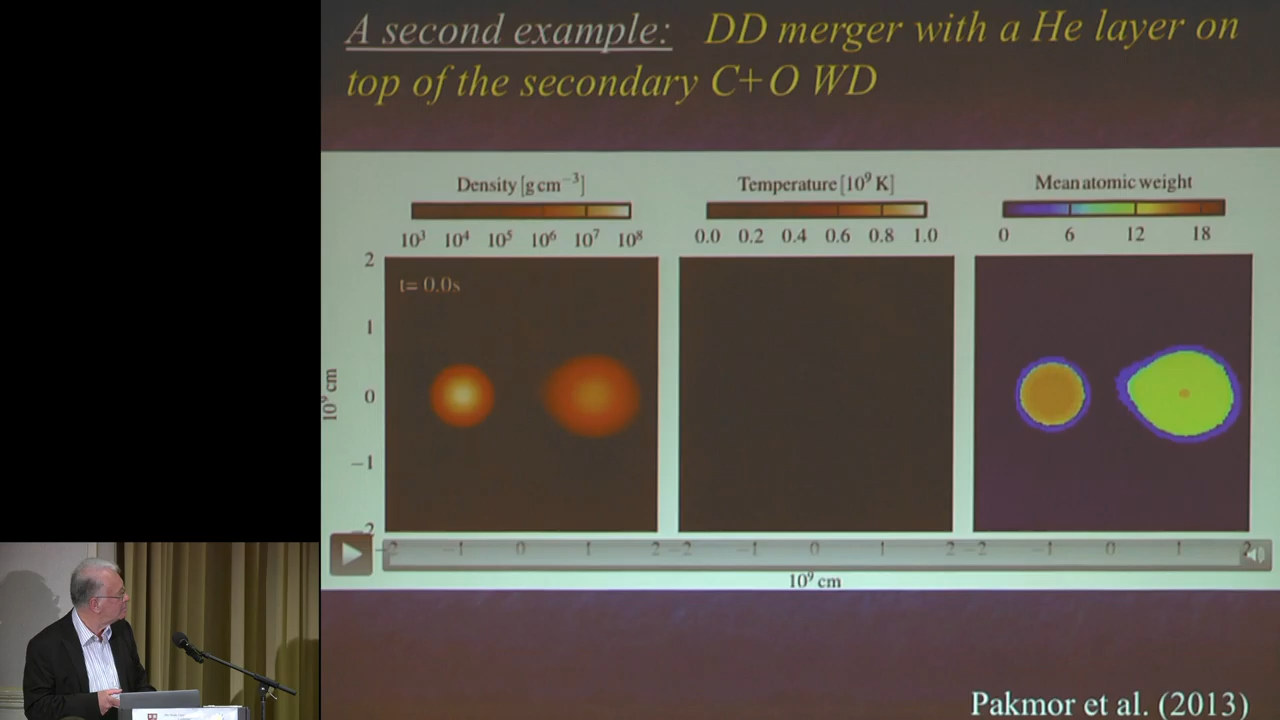 A second example: DD merger with a He layer on
top of the secondary C+O WD
Density [g cm⁻³]
10³ 10⁴ 10⁵ 10⁶ 10⁷ 10⁸
Temperature [10⁹ K]
0.0 0.2 0.4 0.6 0.8 1.0
Mean atomic weight
0 6 12 18
t= 0.0s
2
1
0
−1
−2
10⁹ cm
−2 −1 0 1 2
−2 −1 0 1 2
−2 −1 0 1 2
10⁹ cm
Pakmor et al. (2013)